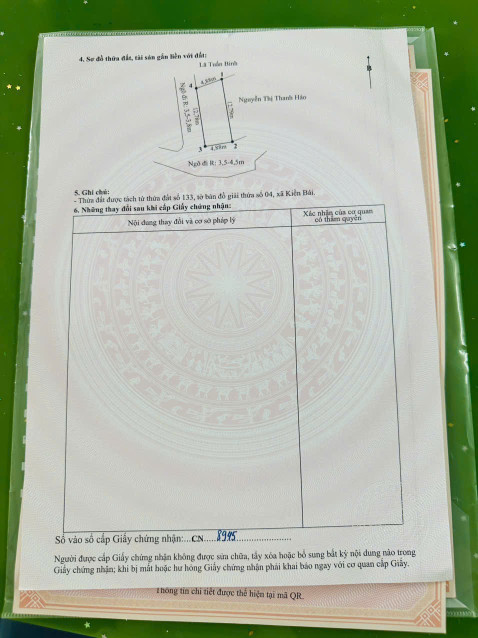 4. Sơ đồ thửa đất, tài sản gắn liền với đất:
Lã Tuấn Bình
B
4 4,88m 1
Nguyễn Thị Thanh Hảo
Ngõ đi R: 3,5-3,8m
12,79m
12,79m
3 4,88m 2
Ngõ đi R: 3,5-4,5m
5. Ghi chú:
- Thửa đất được tách từ thửa đất số 133, tờ bản đồ giải thửa số 04, xã Kiến Bái.
6. Những thay đổi sau khi cấp Giấy chứng nhận:
Nội dung thay đổi và cơ sở pháp lý
Xác nhận của cơ quan
có thẩm quyền
Số vào sổ cấp Giấy chứng nhận:...CN....8945
Người được cấp Giấy chứng nhận không được sửa chữa, tẩy xóa hoặc bổ sung bất kỳ nội dung nào trong
Giấy chứng nhận; khi bị mất hoặc hư hỏng Giấy chứng nhận phải khai báo ngay với cơ quan cấp Giấy.
Thông tin chi tiết được thể hiện tại mã QR.